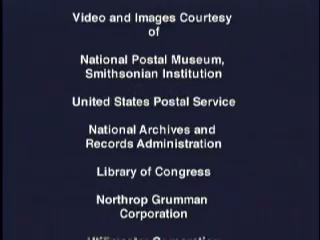 Video and Images Courtesy
of
National Postal Museum,
Smithsonian Institution
United States Postal Service
National Archives and
Records Administration
Library of Congress
Northrop Grumman
Corporation